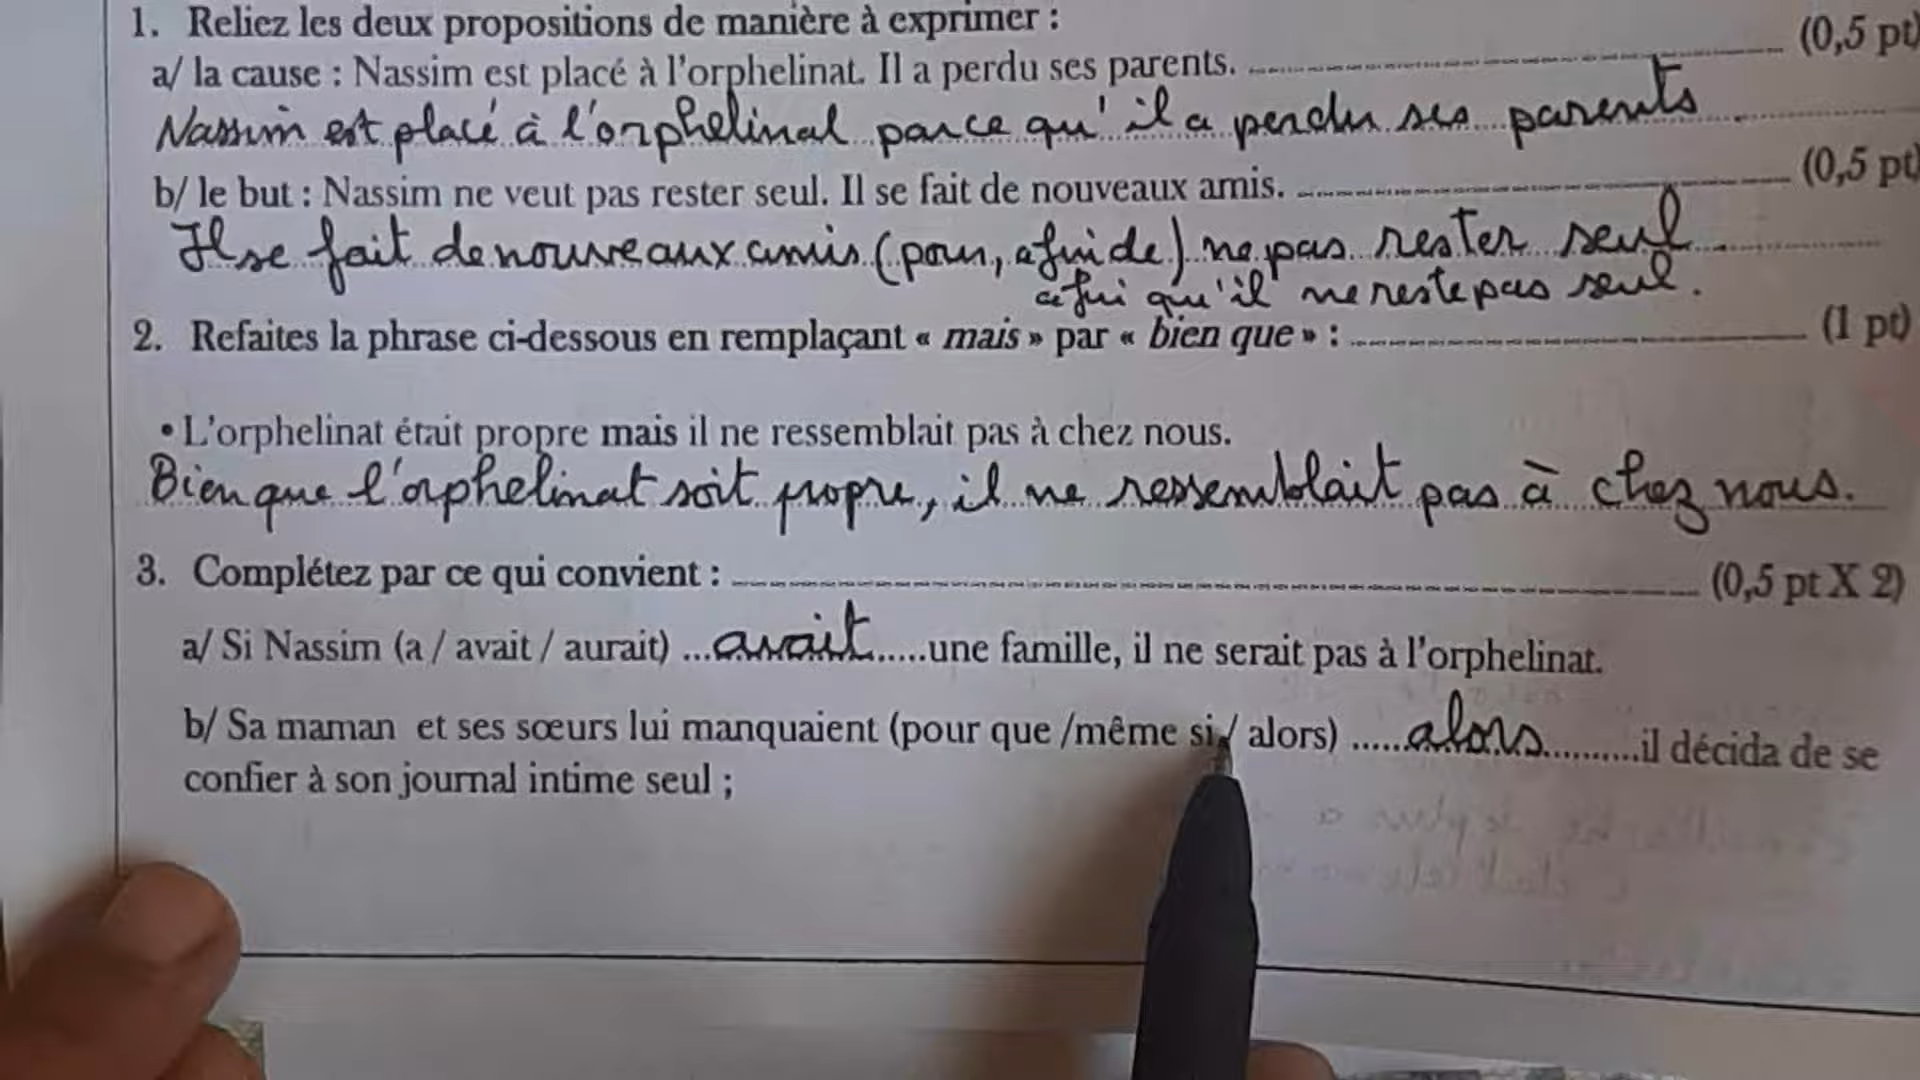 1. Reliez les deux propositions de manière à exprimer :
a/ la cause : Nassim est placé à l'orphelinat. Il a perdu ses parents. (0,5 pt)
Nassim est placé à l'orphelinat parce qu'il a perdu ses parents
b/ le but : Nassim ne veut pas rester seul. Il se fait de nouveaux amis. (0,5 pt)
Il se fait de nouveaux amis (pour, afin de) ne pas rester seul
afin qu'il ne reste pas seul.
2. Refaites la phrase ci-dessous en remplaçant « mais » par « bien que » : (1 pt)
• L'orphelinat était propre mais il ne ressemblait pas à chez nous.
Bien que l'orphelinat soit propre, il ne ressemblait pas à chez nous.
3. Complétez par ce qui convient : (0,5 pt X 2)
a/ Si Nassim (a / avait / aurait) ...avait.....une famille, il ne serait pas à l'orphelinat.
b/ Sa maman et ses sœurs lui manquaient (pour que /même si / alors) .....alors..........il décida de se
confier à son journal intime seul ;